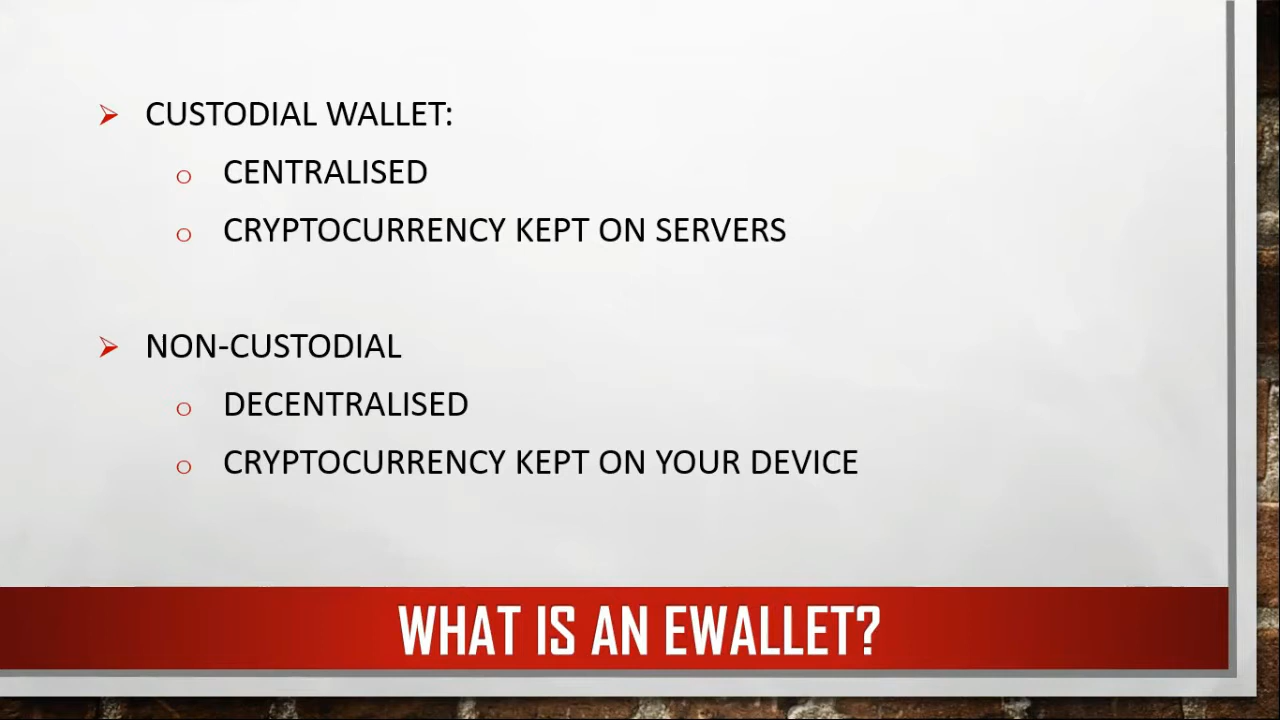 CUSTODIAL WALLET:
CENTRALISED
CRYPTOCURRENCY KEPT ON SERVERS
NON-CUSTODIAL
DECENTRALISED
CRYPTOCURRENCY KEPT ON YOUR DEVICE
WHAT IS AN EWALLET?